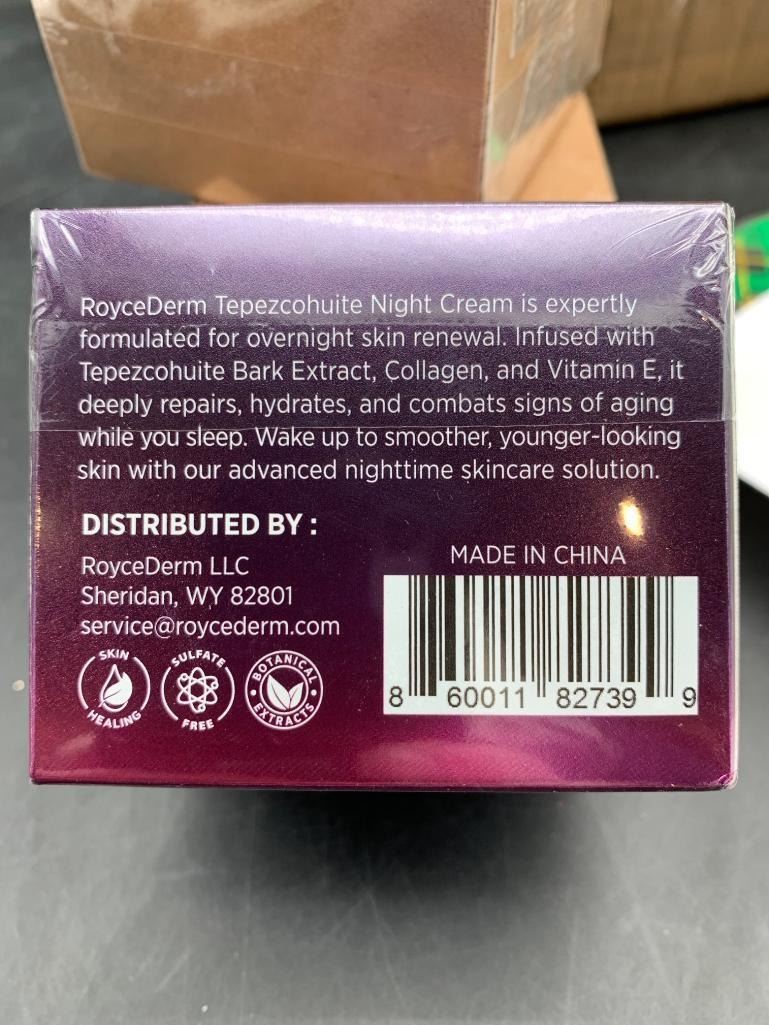 RoyceDerm Tepezcohuite Night Cream is expertly
formulated for overnight skin renewal. Infused with
Tepezcohuite Bark Extract, Collagen, and Vitamin E, it
deeply repairs, hydrates, and combats signs of aging
while you sleep. Wake up to smoother, younger-looking
skin with our advanced nighttime skincare solution.
DISTRIBUTED BY :
RoyceDerm LLC
Sheridan, WY 82801
service@roycederm.com
SKIN
HEALING
SULFATE
FREE
BOTANICAL
EXTRACTS
MADE IN CHINA
8 60011 82739 9